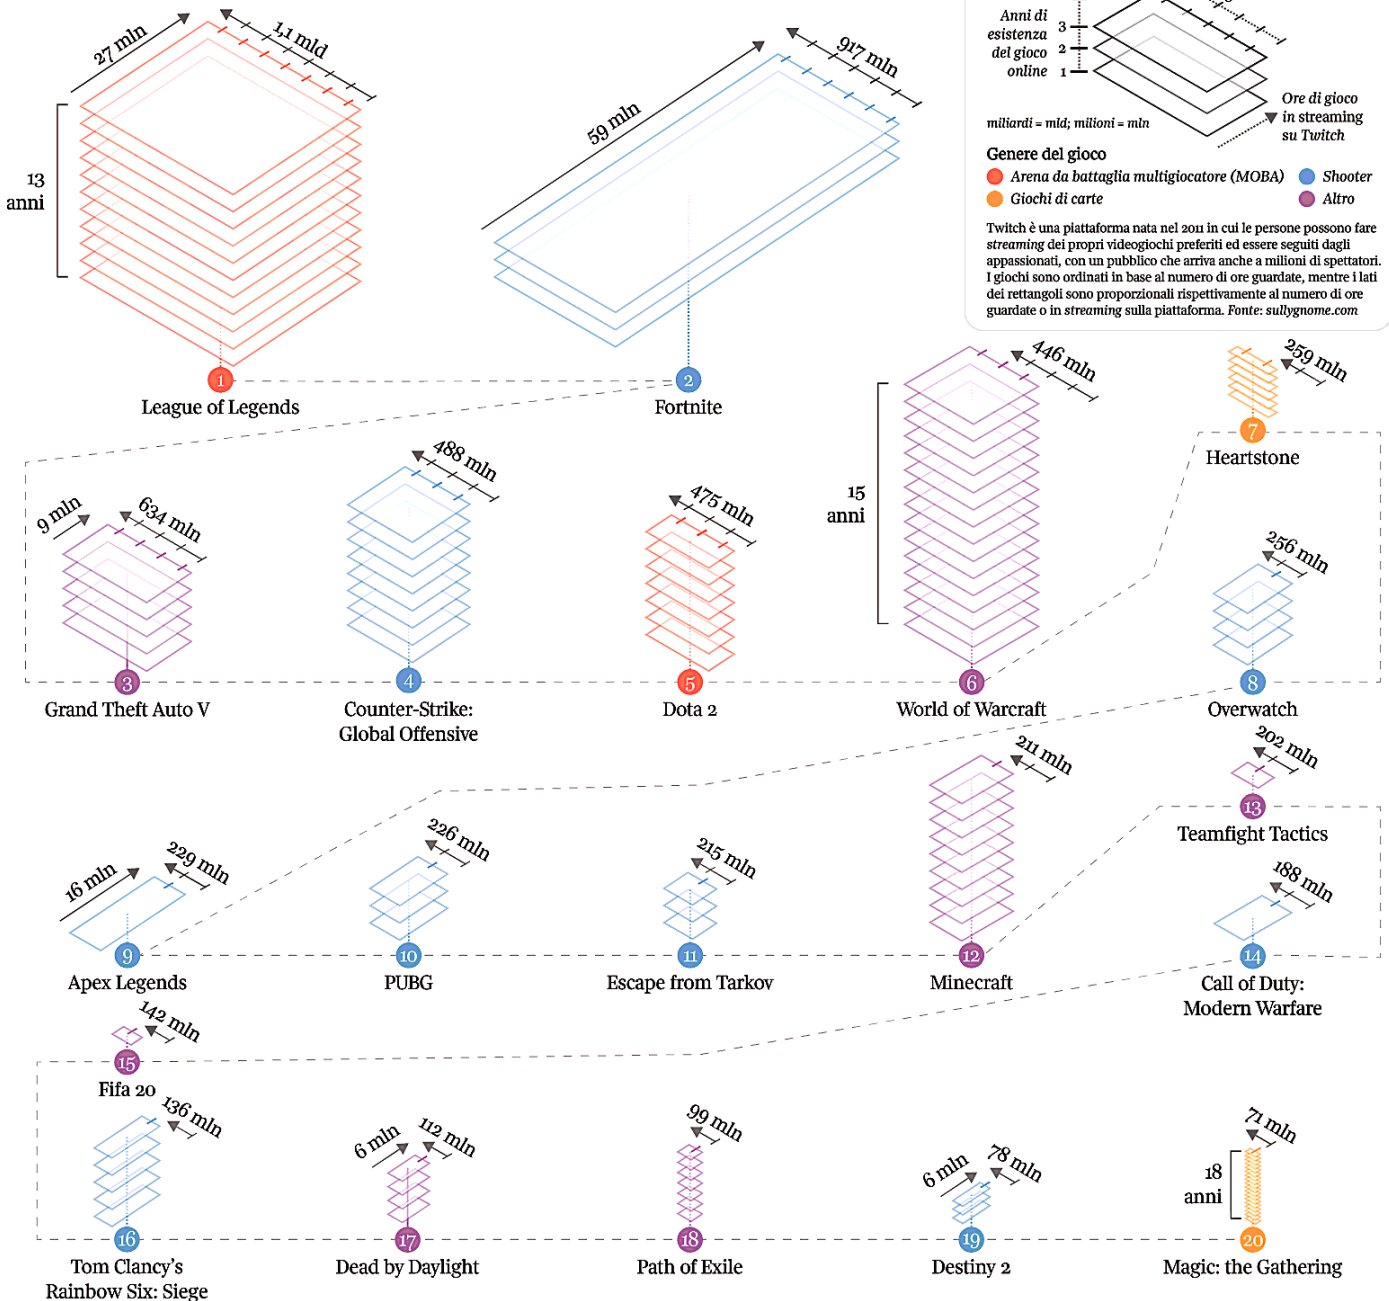 27 mln
1,1 mld
13
anni
1
League of Legends
59 mln
917 mln
2
Fortnite
Anni di
esistenza
del gioco
online
3
2
1
Ore di gioco
in streaming
su Twitch
miliardi = mld; milioni = mln
Genere del gioco
Arena da battaglia multigiocatore (MOBA)
Shooter
Giochi di carte
Altro
Twitch è una piattaforma nata nel 2011 in cui le persone possono fare
streaming dei propri videogiochi preferiti ed essere seguiti dagli
appassionati, con un pubblico che arriva anche a milioni di spettatori.
I giochi sono ordinati in base al numero di ore guardate, mentre i lati
dei rettangoli sono proporzionali rispettivamente al numero di ore
guardate o in streaming sulla piattaforma. Fonte: sullygnome.com
9 mln
634 mln
3
Grand Theft Auto V
488 mln
4
Counter-Strike:
Global Offensive
475 mln
5
Dota 2
446 mln
15
anni
6
World of Warcraft
259 mln
7
Heartstone
256 mln
8
Overwatch
16 mln
229 mln
9
Apex Legends
226 mln
10
PUBG
215 mln
11
Escape from Tarkov
211 mln
12
Minecraft
202 mln
13
Teamfight Tactics
188 mln
14
Call of Duty:
Modern Warfare
142 mln
15
Fifa 20
136 mln
16
Tom Clancy's
Rainbow Six: Siege
6 mln
112 mln
17
Dead by Daylight
99 mln
18
Path of Exile
6 mln
78 mln
19
Destiny 2
71 mln
18
anni
20
Magic: the Gathering